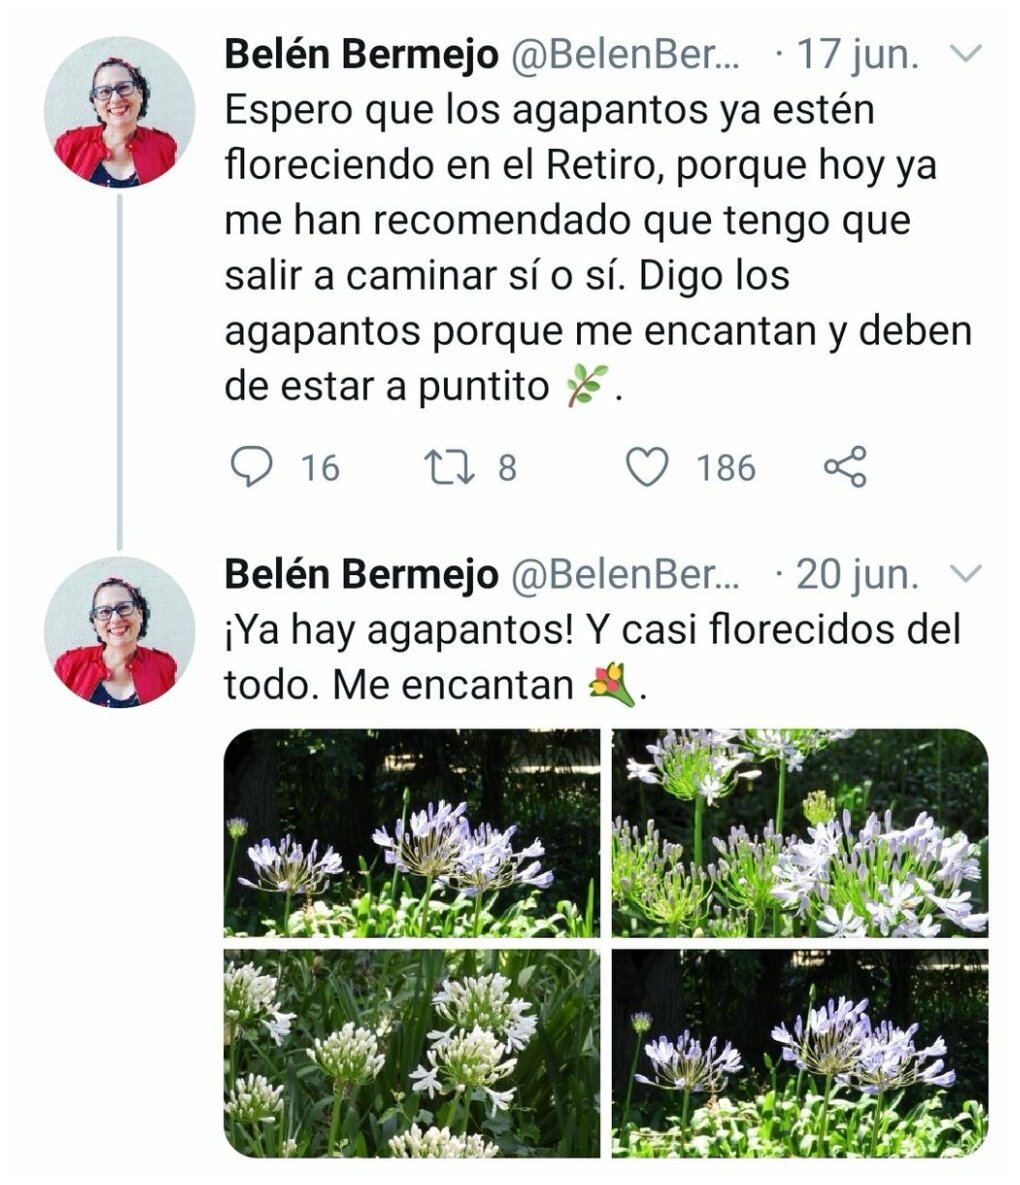 Belén Bermejo @BelenBer... · 17 jun.
Espero que los agapantos ya estén
floreciendo en el Retiro, porque hoy ya
me han recomendado que tengo que
salir a caminar sí o sí. Digo los
agapantos porque me encantan y deben
de estar a puntito 🌿.
16 8 186
Belén Bermejo @BelenBer... · 20 jun.
¡Ya hay agapantos! Y casi florecidos del
todo. Me encantan 💐.